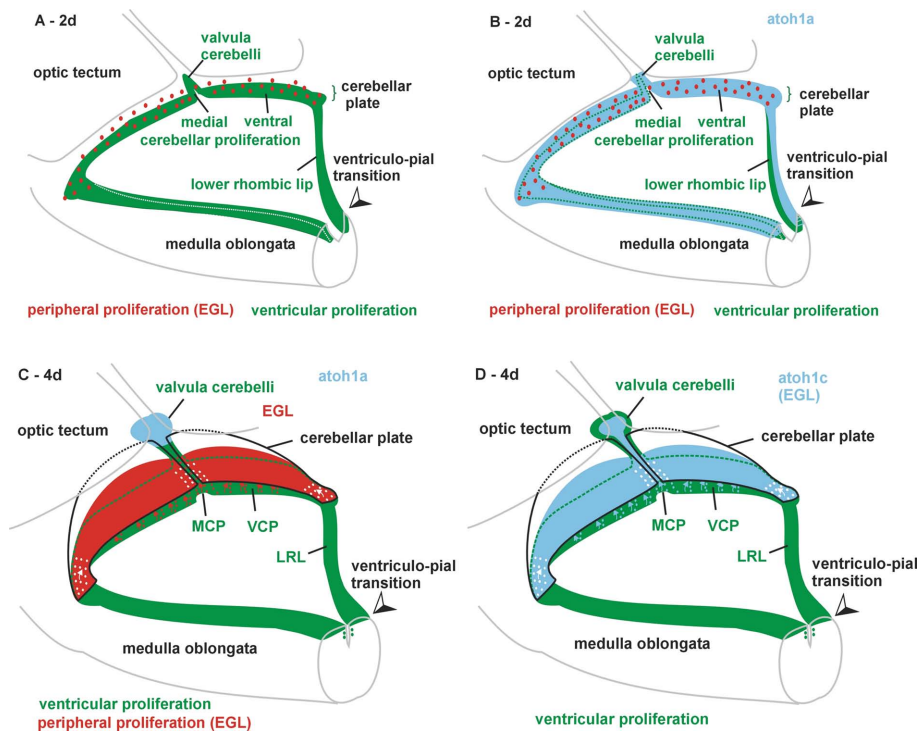 A - 2d
valvula
cerebelli
optic tectum
cerebellar
plate
medial
cerebellar proliferation
ventral
ventriculo-pial
transition
lower rhombic lip
medulla oblongata
peripheral proliferation (EGL) ventricular proliferation
B - 2d
atoh1a
valvula
cerebelli
optic tectum
cerebellar
plate
medial
cerebellar proliferation
ventral
ventriculo-pial
transition
lower rhombic lip
medulla oblongata
peripheral proliferation (EGL) ventricular proliferation
C - 4d
atoh1a
valvula cerebelli
EGL
optic tectum
cerebellar plate
MCP
VCP
LRL
ventriculo-pial
transition
medulla oblongata
ventricular proliferation
peripheral proliferation (EGL)
D - 4d
valvula cerebelli
atoh1c
(EGL)
optic tectum
cerebellar plate
MCP
VCP
LRL
ventriculo-pial
transition
medulla oblongata
ventricular proliferation